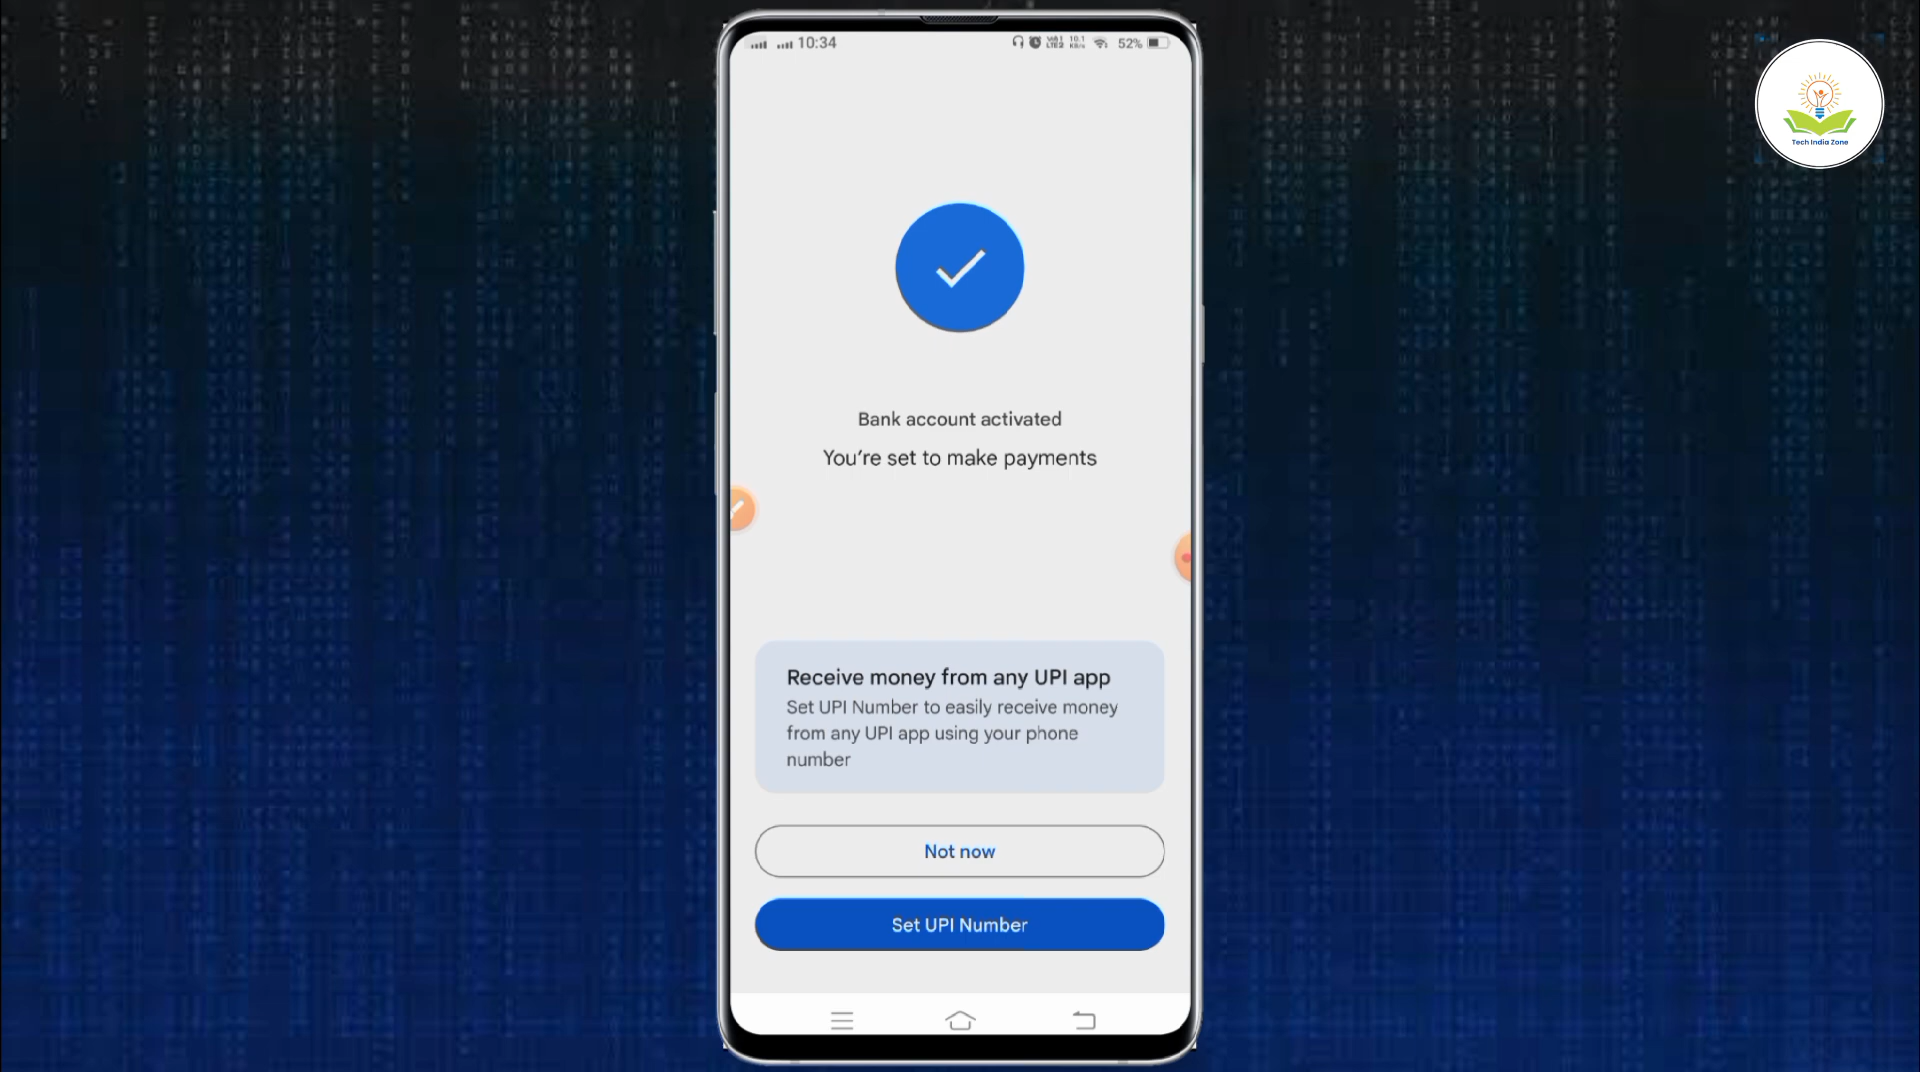 10:34
52%
Tech India Zone
Bank account activated
You're set to make payments
Receive money from any UPI app
Set UPI Number to easily receive money
from any UPI app using your phone
number
Not now
Set UPI Number